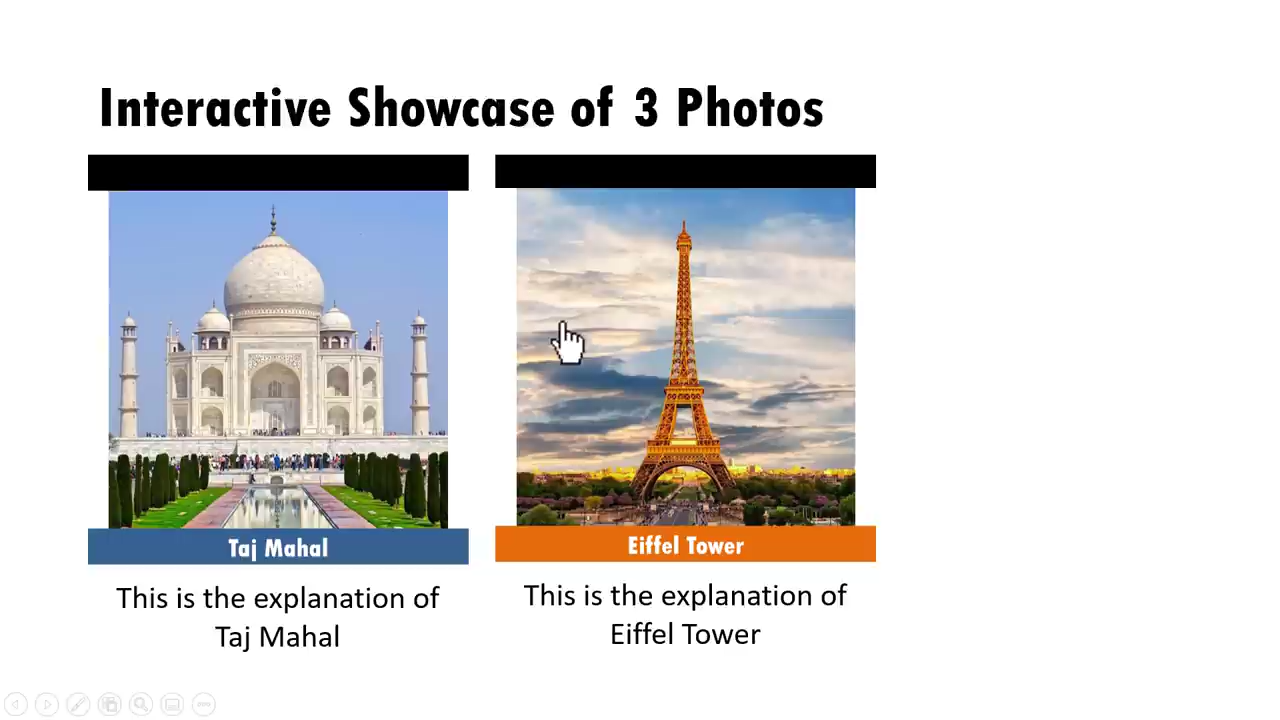 Interactive Showcase of 3 Photos
Taj Mahal
This is the explanation of
Taj Mahal
Eiffel Tower
This is the explanation of
Eiffel Tower